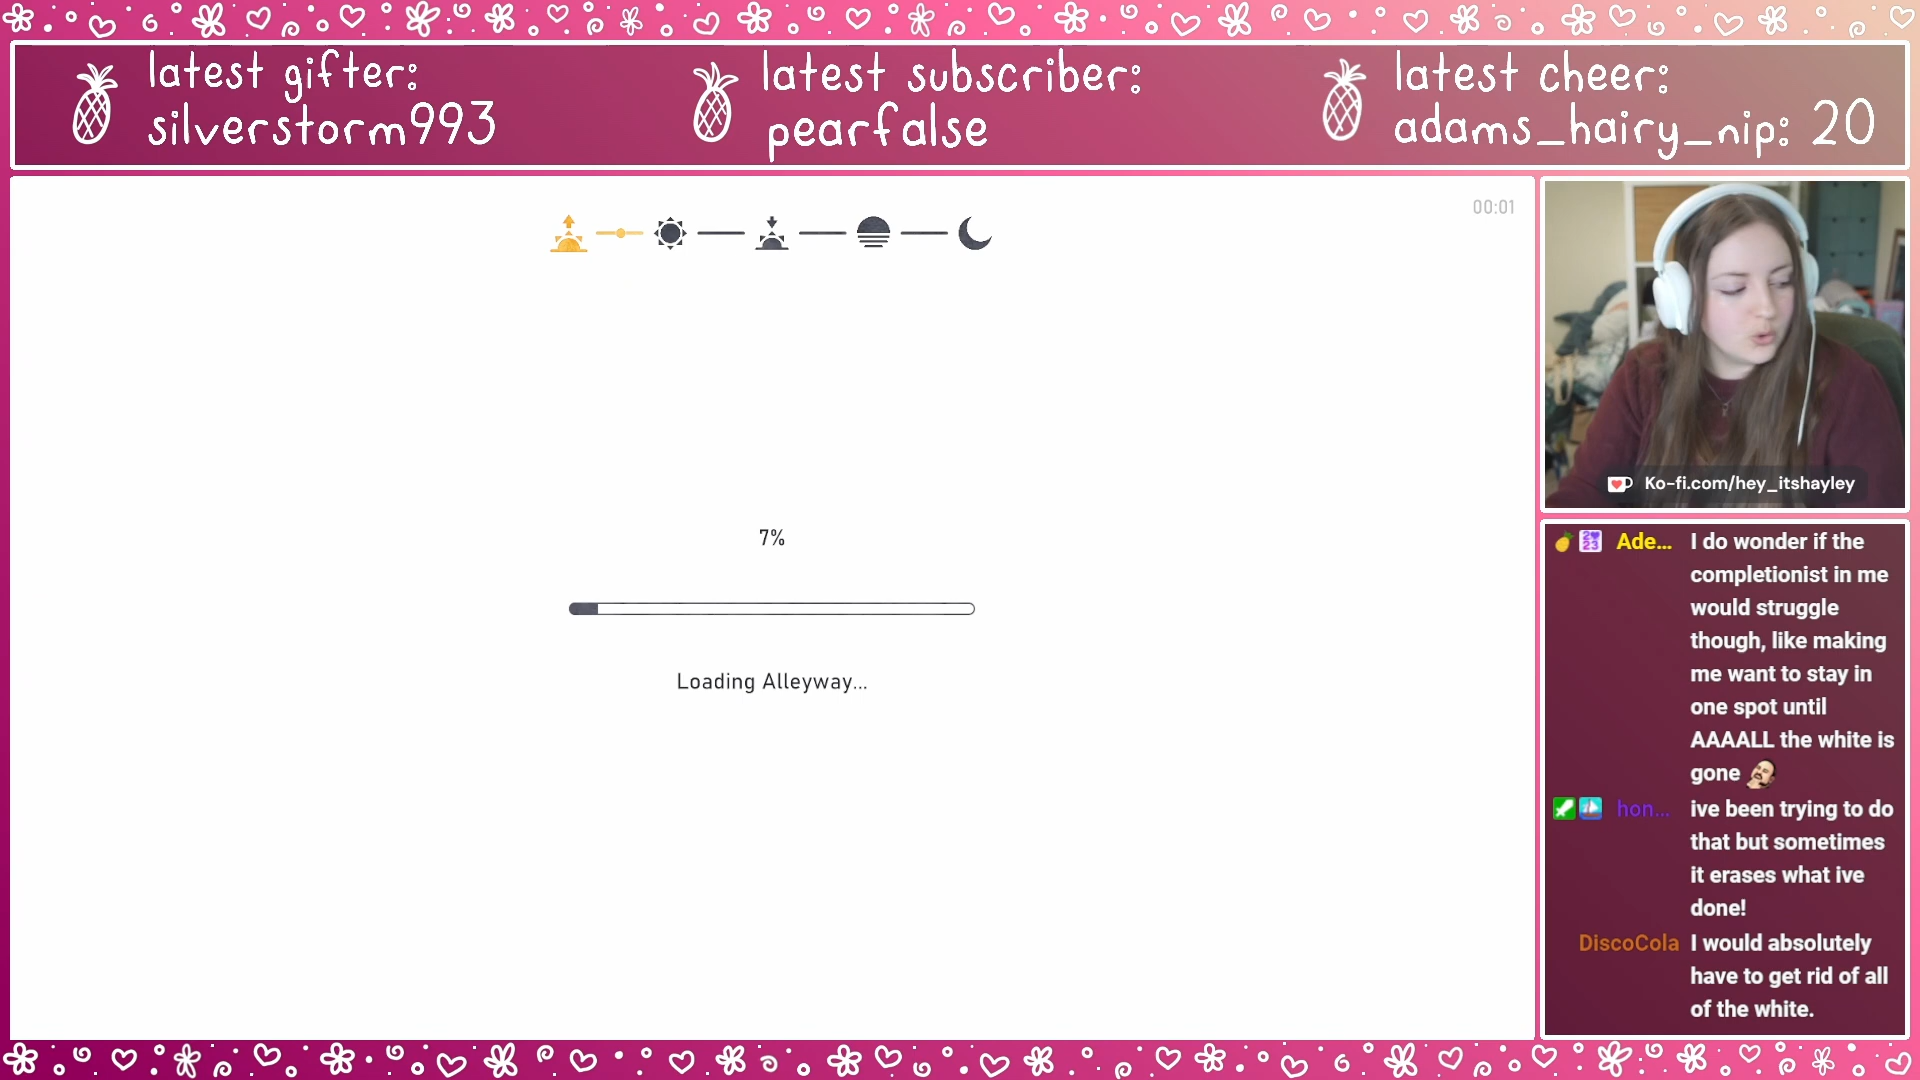 latest gifter:
silverstorm993
latest subscriber:
pearfalse
latest cheer:
adams_hairy_nip: 20
00:01
7%
Loading Alleyway...
Ko-fi.com/hey_itshayley
Ade... I do wonder if the
completionist in me
would struggle
though, like making
me want to stay in
one spot until
AAAALL the white is
gone
hon... ive been trying to do
that but sometimes
it erases what ive
done!
DiscoCola I would absolutely
have to get rid of all
of the white.